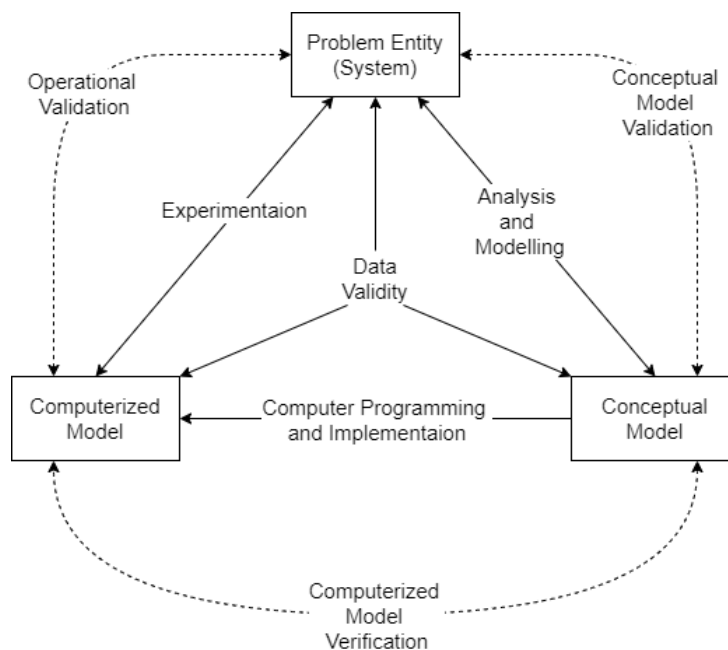 Problem Entity
(System)
Operational
Validation
Conceptual
Model
Validation
Experimentaion
Analysis
and
Modelling
Data
Validity
Computerized
Model
Computer Programming
and Implementaion
Conceptual
Model
Computerized
Model
Verification